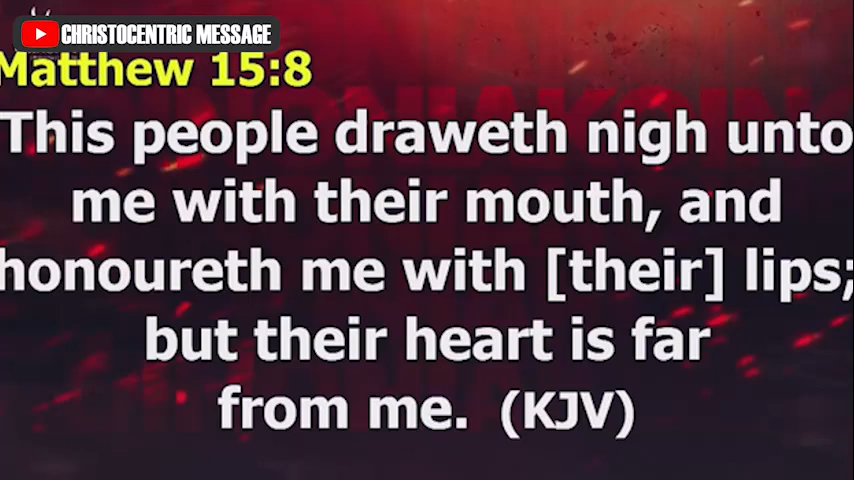 CHRISTOCENTRIC MESSAGE
Matthew 15:8
This people draweth nigh unto
me with their mouth, and
honoureth me with [their] lips;
but their heart is far
from me. (KJV)